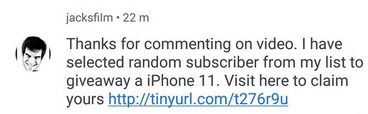 jacksfilm • 22 m
Thanks for commenting on video. I have
selected random subscriber from my list to
giveaway a iPhone 11. Visit here to claim
yours http://tinyurl.com/t276r9u